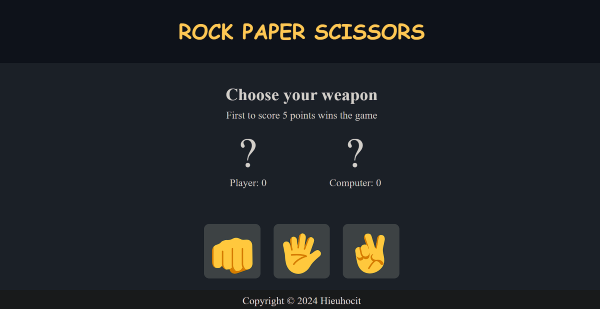 ROCK PAPER SCISSORS
Choose your weapon
First to score 5 points wins the game
? ?
Player: 0 Computer: 0
Copyright © 2024 Hieuhocit